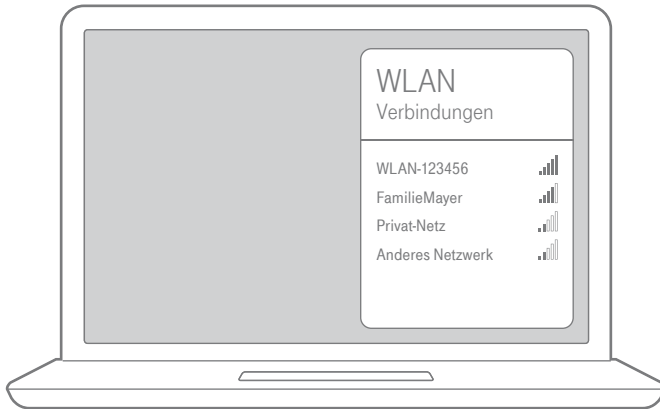 WLAN
Verbindungen
WLAN-123456
FamilieMayer
Privat-Netz
Anderes Netzwerk